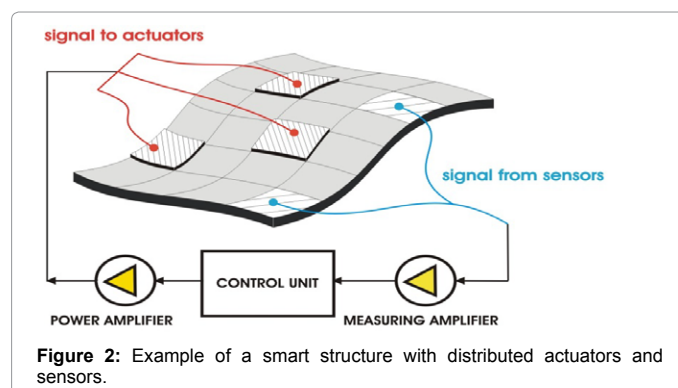 signal to actuators
signal from sensors
CONTROL UNIT
POWER AMPLIFIER
MEASURING AMPLIFIER
Figure 2: Example of a smart structure with distributed actuators and
sensors.